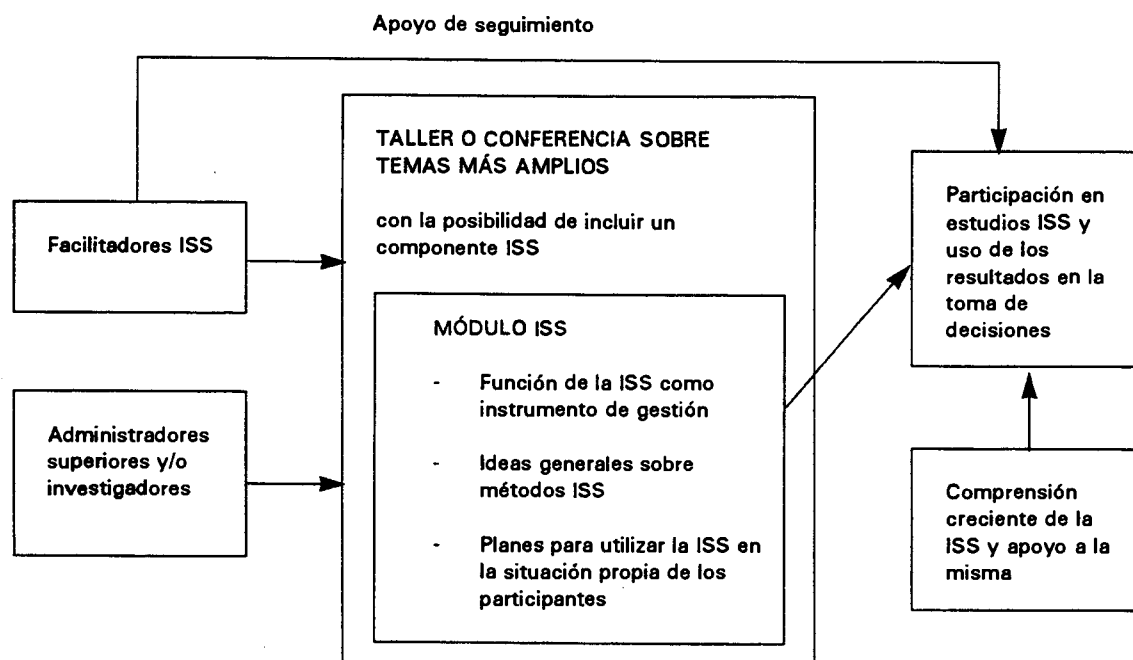 Apoyo de seguimiento
TALLER O CONFERENCIA SOBRE
TEMAS MÁS AMPLIOS
con la posibilidad de incluir un
componente ISS
Facilitadores ISS
Administradores
superiores y/o
investigadores
MÓDULO ISS
- Función de la ISS como
instrumento de gestión
- Ideas generales sobre
métodos ISS
- Planes para utilizar la ISS en
la situación propia de los
participantes
Participación en
estudios ISS y
uso de los
resultados en la
toma de
decisiones
Comprensión
creciente de la
ISS y apoyo a la
misma